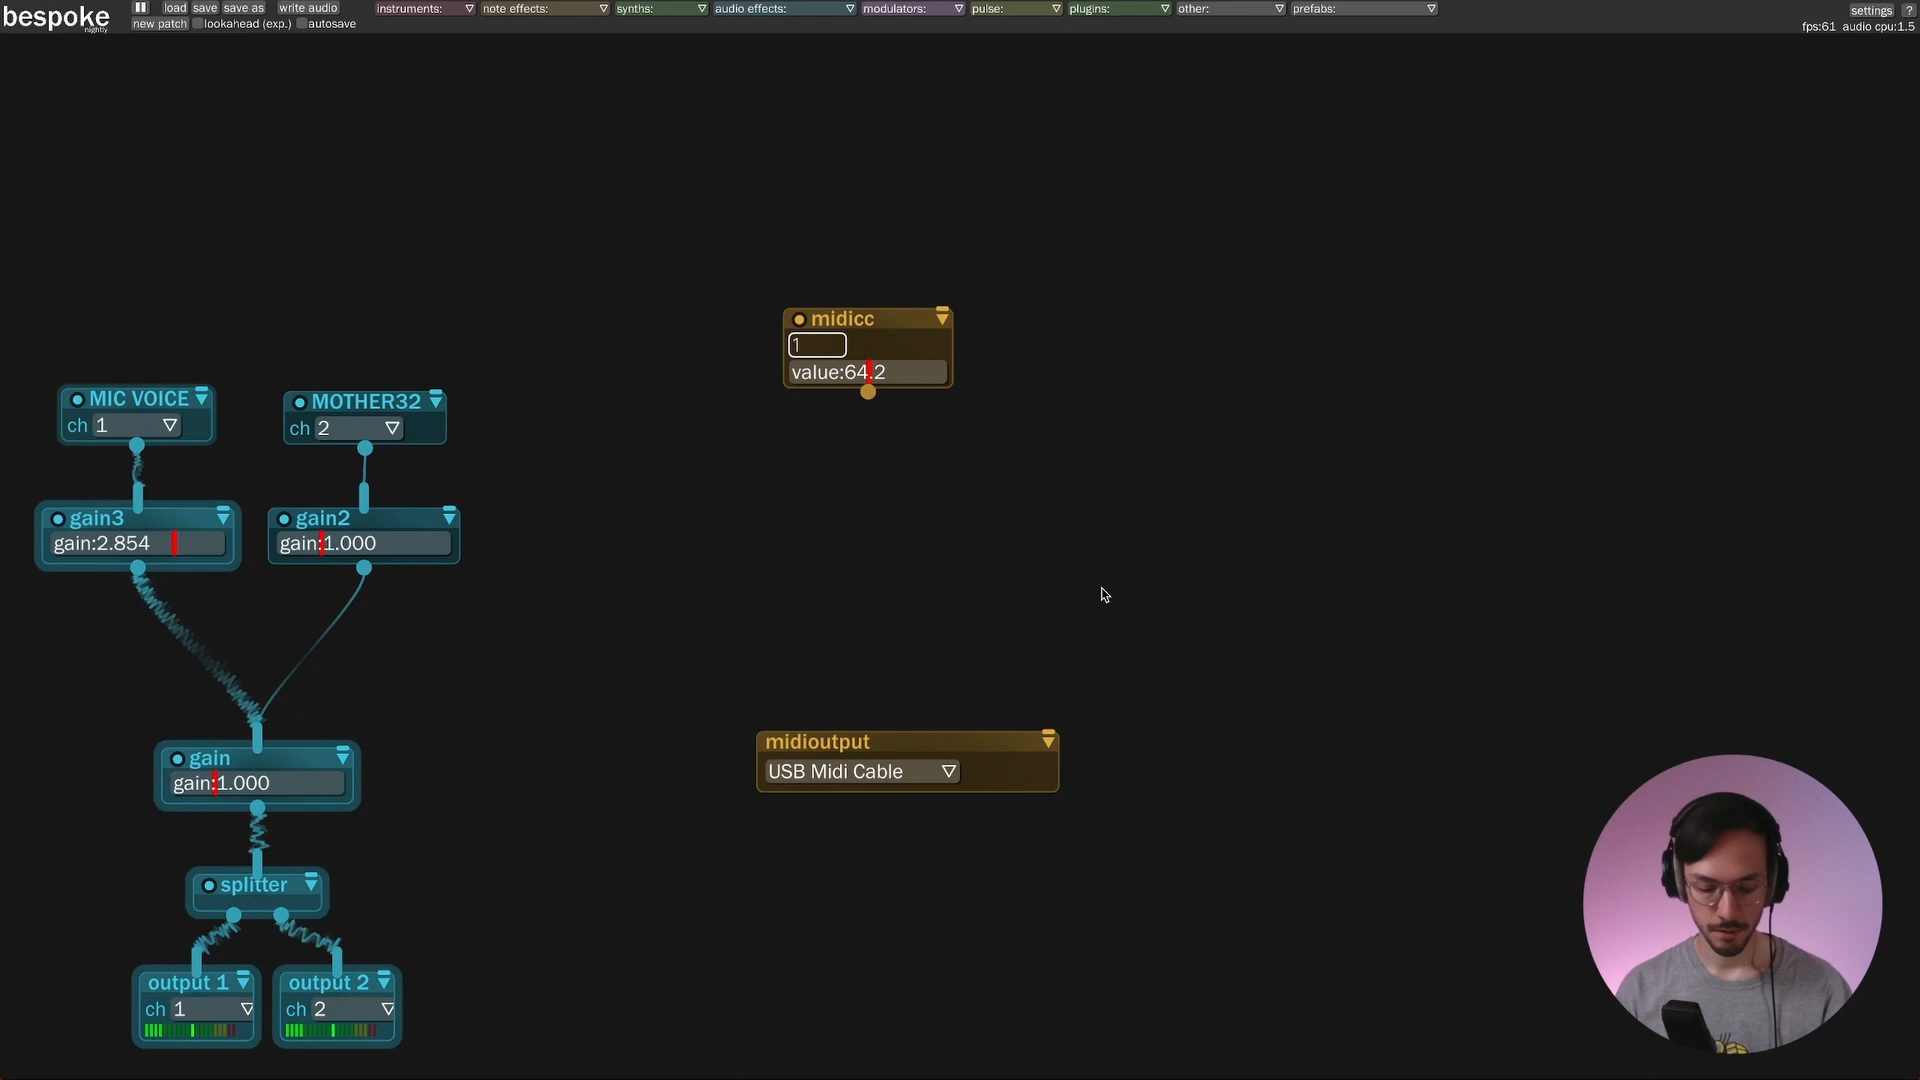 bespoke
nightly
load save save as write audio
new patch lookahead (exp.) autosave
instruments: note effects: synths: audio effects: modulators: pulse: plugins: other: prefabs:
settings ?
fps:61 audio cpu:1.5
midicc
1
value:64.2
MIC VOICE
ch 1
MOTHER32
ch 2
gain3
gain:2.854
gain2
gain:1.000
midioutput
USB Midi Cable
gain
gain:1.000
splitter
output 1
ch 1
output 2
ch 2